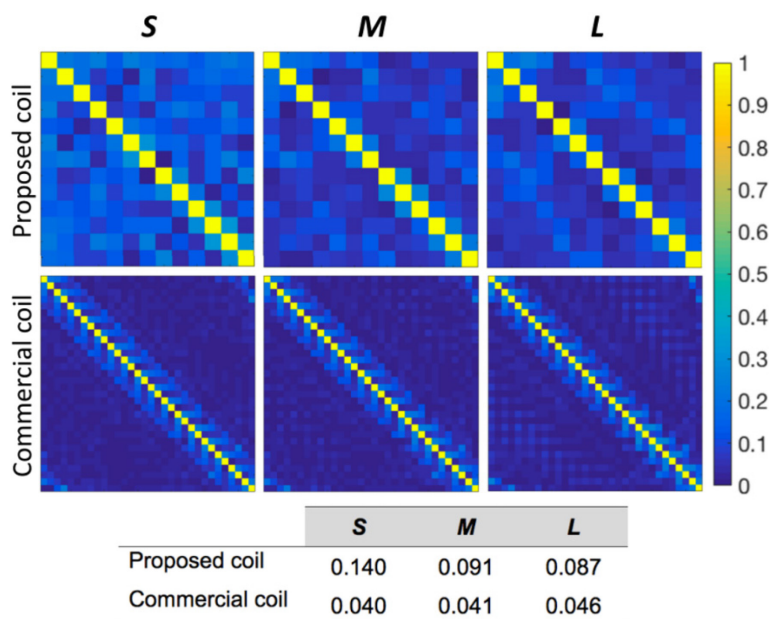 S M L
Proposed coil
Commercial coil
1
0.9
0.8
0.7
0.6
0.5
0.4
0.3
0.2
0.1
0
S M L
Proposed coil 0.140 0.091 0.087
Commercial coil 0.040 0.041 0.046